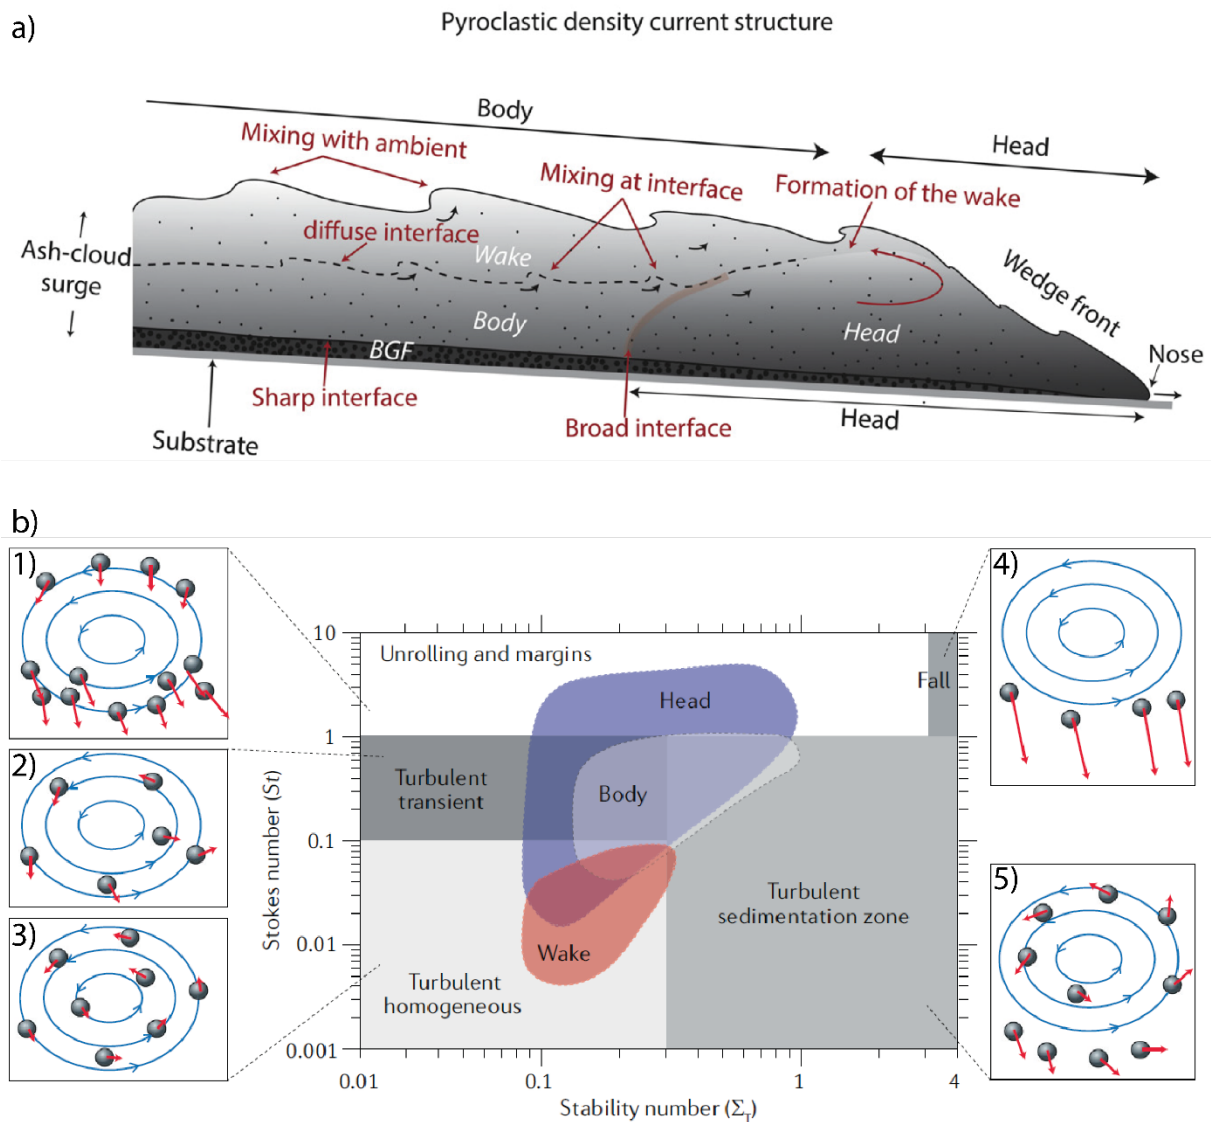 a)
Pyroclastic density current structure
Body
Head
Mixing with ambient
Mixing at interface
Formation of the wake
diffuse interface
Wake
Ash-cloud
surge
Wedge front
Body
Head
BGF
Nose
Sharp interface
Head
Broad interface
Substrate
b)
1)
4)
10
Unrolling and margins
Head
Fall
1
2)
Turbulent
transient
Body
0.1
Stokes number (St)
5)
Turbulent
sedimentation zone
3)
0.01
Wake
Turbulent
homogeneous
0.001
0.01
0.1
1
4
Stability number (Σ_T)